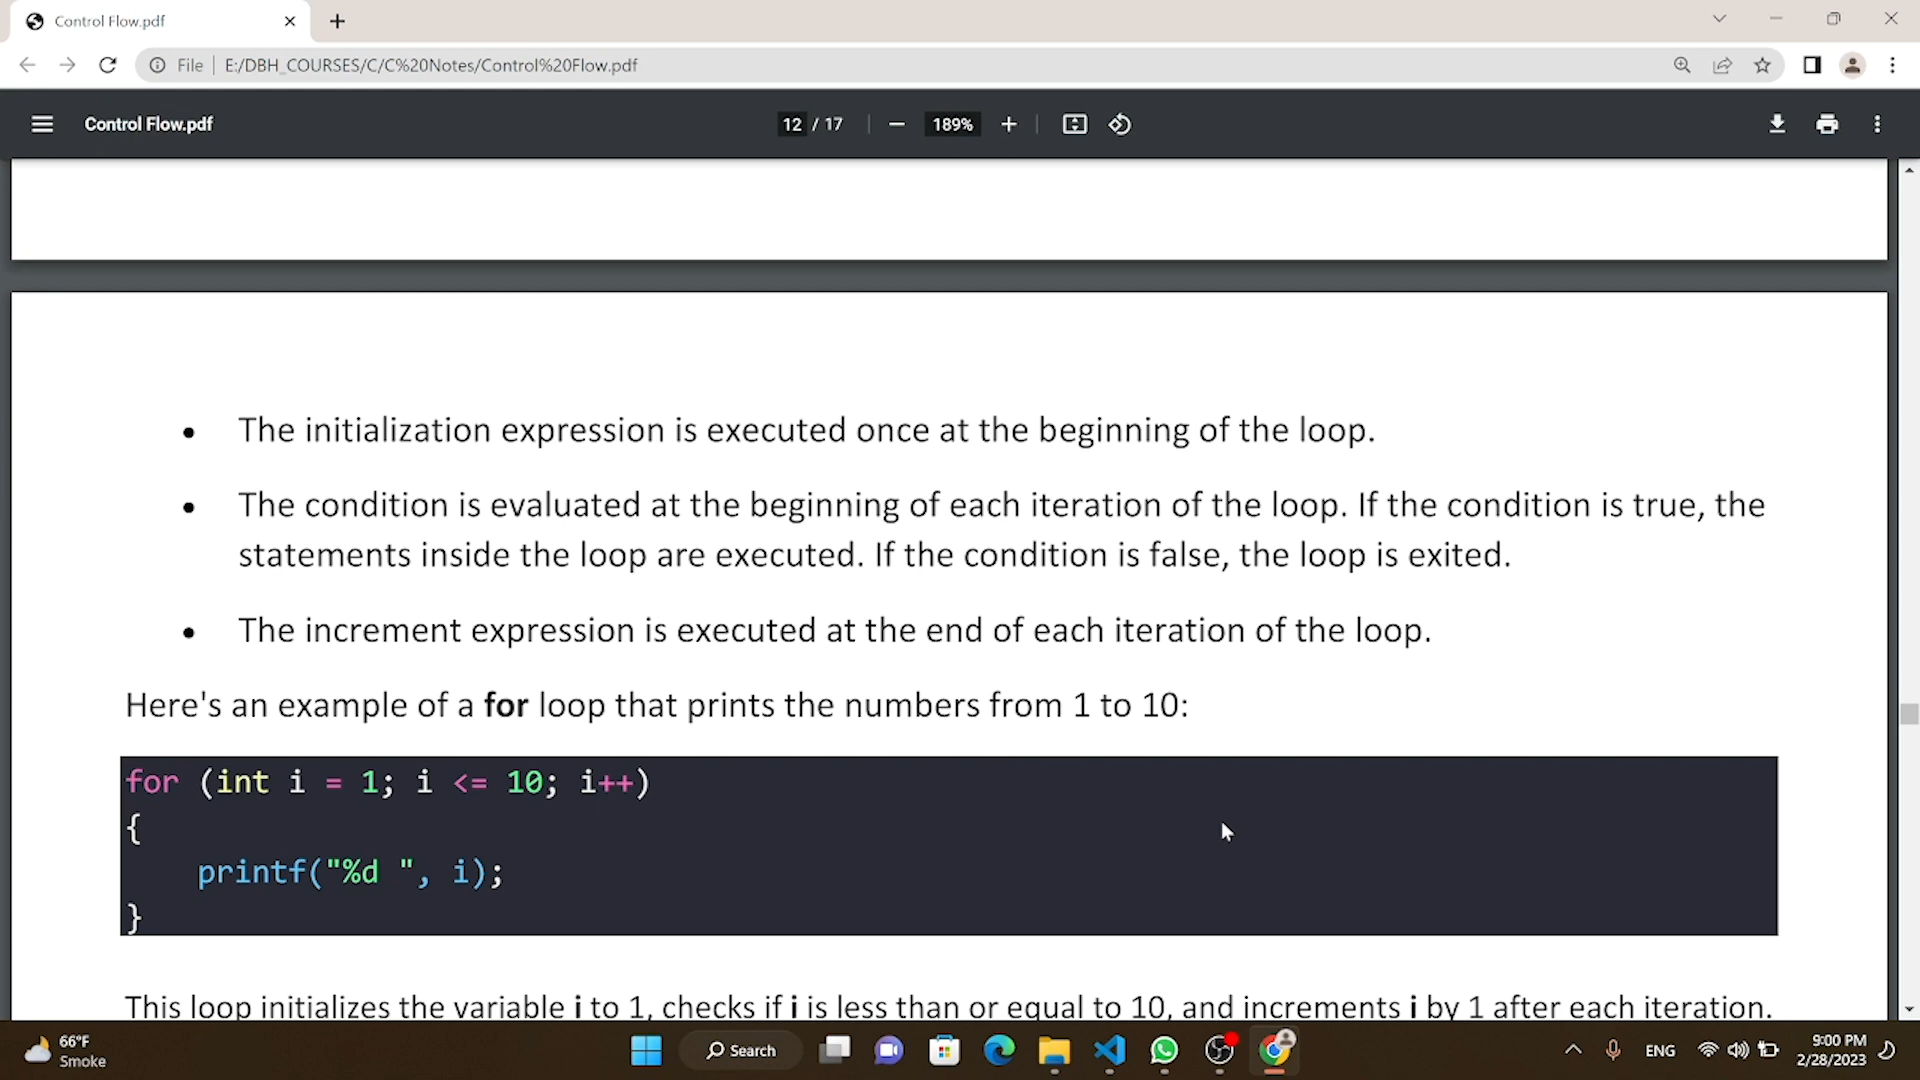 Control Flow.pdf
File E:/DBH_COURSES/C/C%20Notes/Control%20Flow.pdf
Control Flow.pdf 12 / 17 189%
• The initialization expression is executed once at the beginning of the loop.
• The condition is evaluated at the beginning of each iteration of the loop. If the condition is true, the
statements inside the loop are executed. If the condition is false, the loop is exited.
• The increment expression is executed at the end of each iteration of the loop.
Here's an example of a for loop that prints the numbers from 1 to 10:
for (int i = 1; i <= 10; i++)
{
printf("%d ", i);
}
This loop initializes the variable i to 1, checks if i is less than or equal to 10, and increments i by 1 after each iteration.
66°F
Smoke
Search
ENG
9:00 PM
2/28/2023